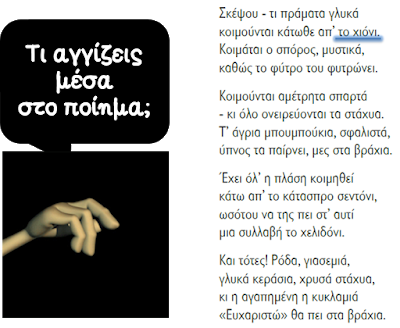 Τι αγγίζεις
μέσα
στο ποίημα;
Σκέψου - τι πράματα γλυκά
κοιμούνται κάτωθε απ’ το χιόνι.
Κοιμάται ο σπόρος, μυστικά,
καθώς το φύτρο του φυτρώνει.
Κοιμούνται αμέτρητα σπαρτά
- κι όλο ονειρεύονται τα στάχυα.
Τ’ άγρια μπουμπούκια, σφαλιστά,
ύπνος τα παίρνει, μες στα βράχια.
Έχει όλ’ η πλάση κοιμηθεί
κάτω απ’ το κάτασπρο σεντόνι,
ωσότου να της πει στ’ αυτί
μια συλλαβή το χελιδόνι.
Και τότες! Ρόδα, γιασεμιά,
γλυκά κεράσια, χρυσά στάχυα,
κι η αγαπημένη η κυκλαμιά
«Ευχαριστώ» θα πει στα βράχια.